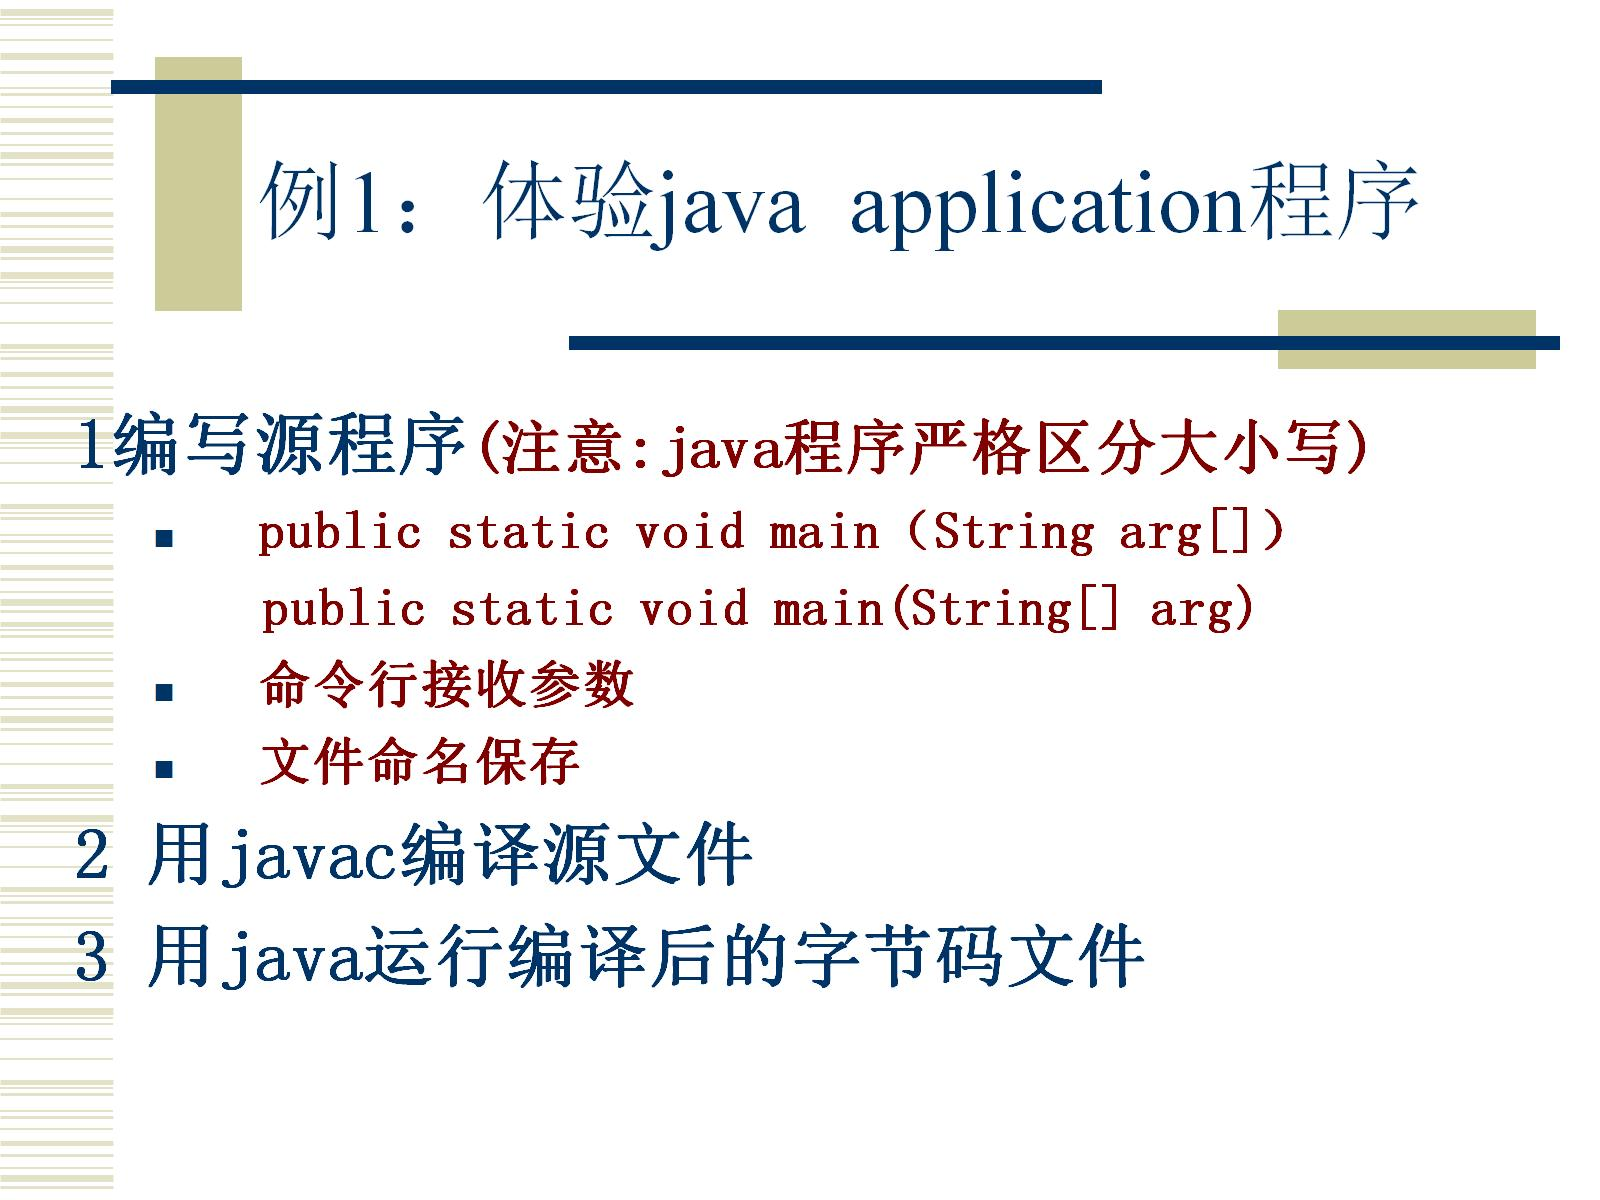 例1：体验java application程序
1编写源程序(注意:java程序严格区分大小写)
public static void main（String arg[]）
public static void main(String[] arg)
命令行接收参数
文件命名保存
2 用javac编译源文件
3 用java运行编译后的字节码文件